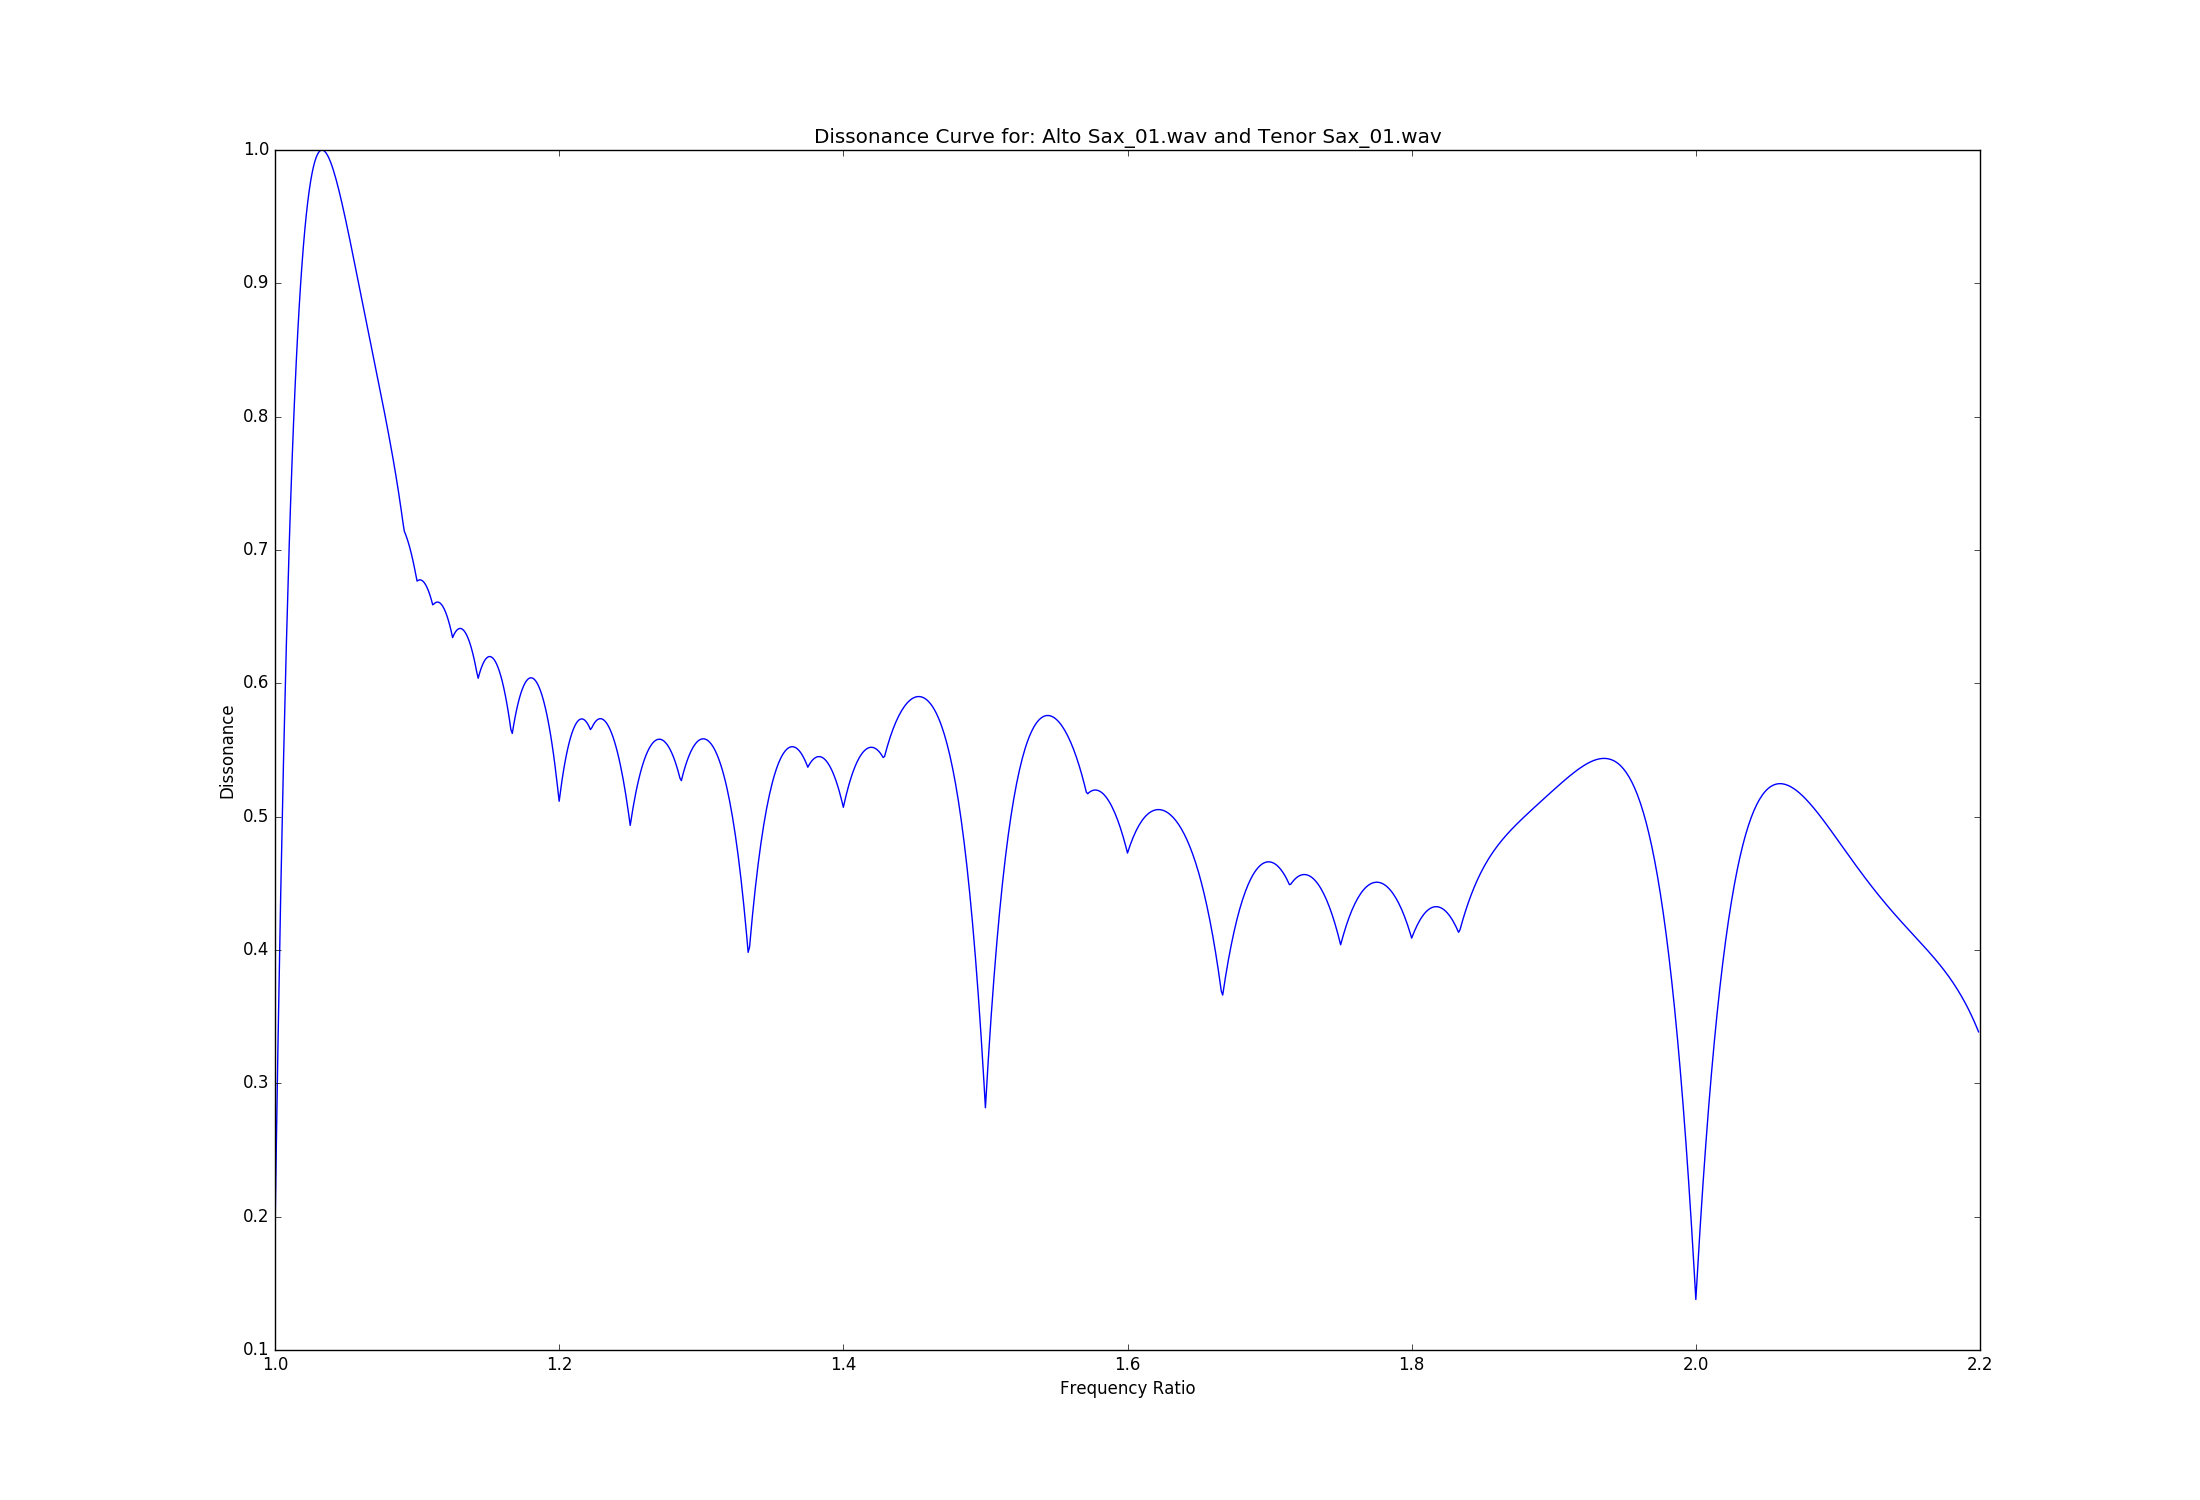 Dissonance Curve for: Alto Sax_01.wav and Tenor Sax_01.wav
1.0
0.9
0.8
0.7
0.6
0.5
0.4
0.3
0.2
0.1
Dissonance
1.0 1.2 1.4 1.6 1.8 2.0 2.2
Frequency Ratio